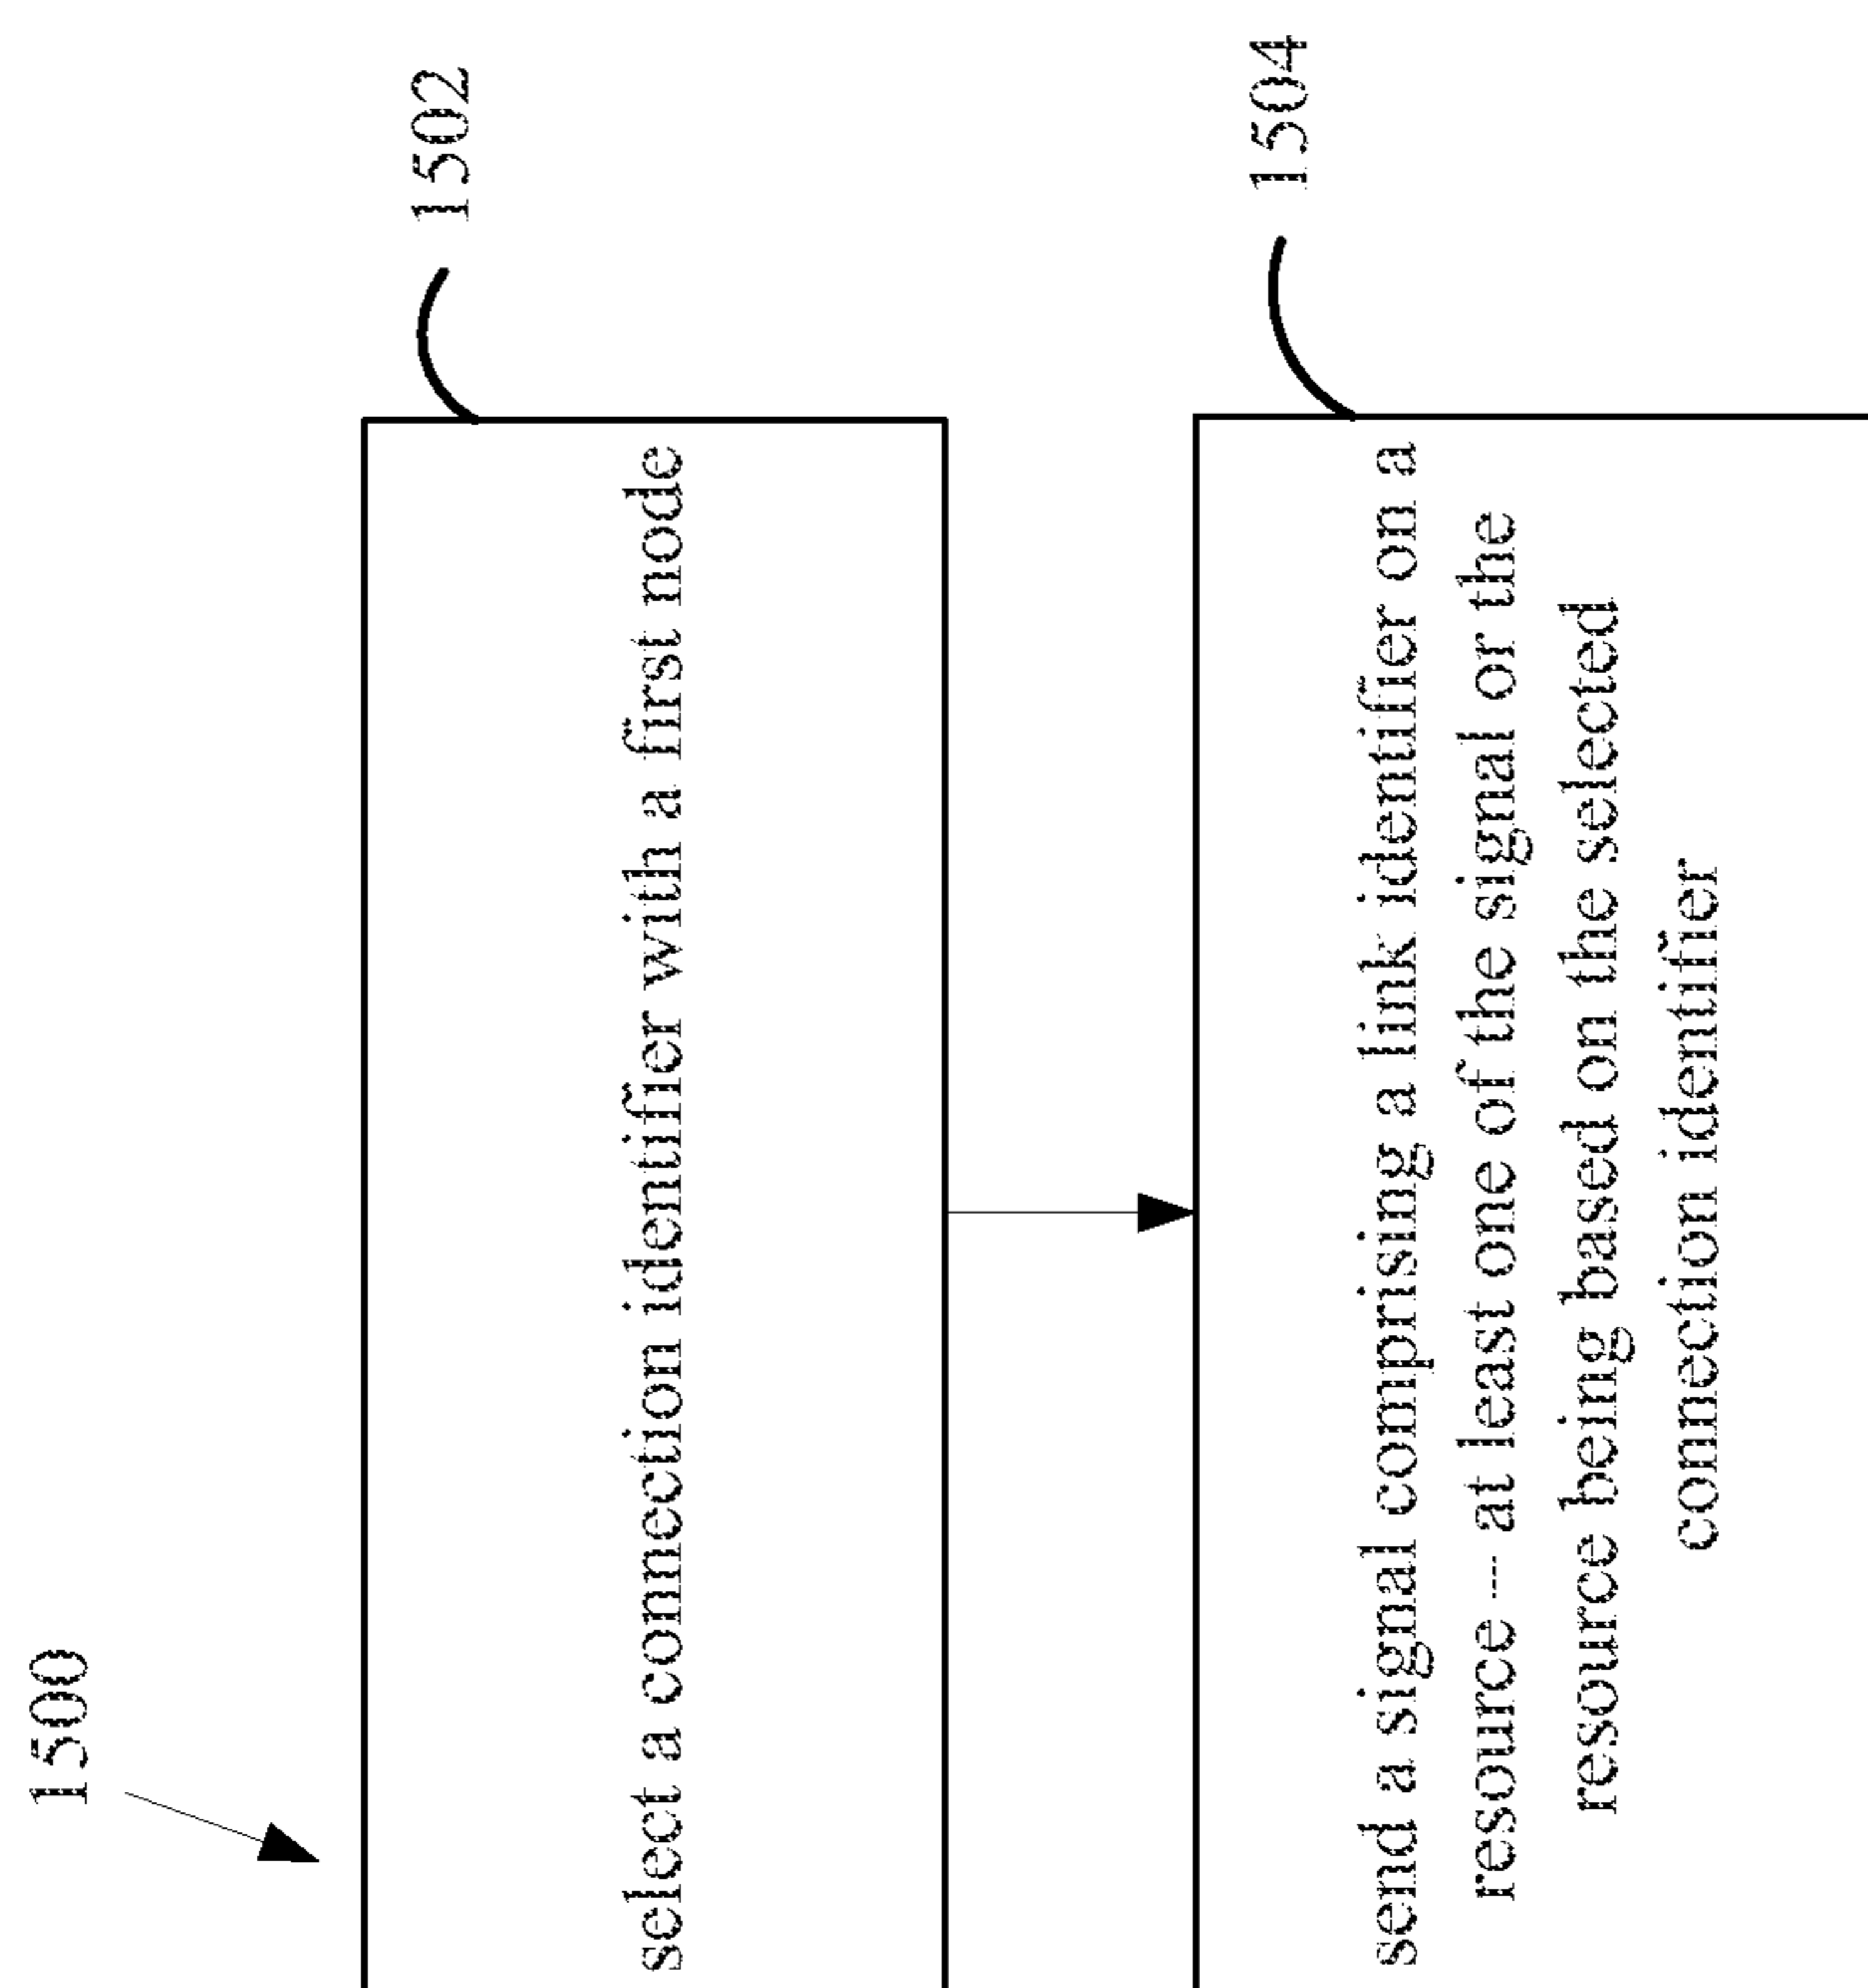 1500
1502
select a connection identifier with a first node
1504
send a signal comprising a link identifier on a
resource -- at least one of the signal or the
resource being based on the selected
connection identifier